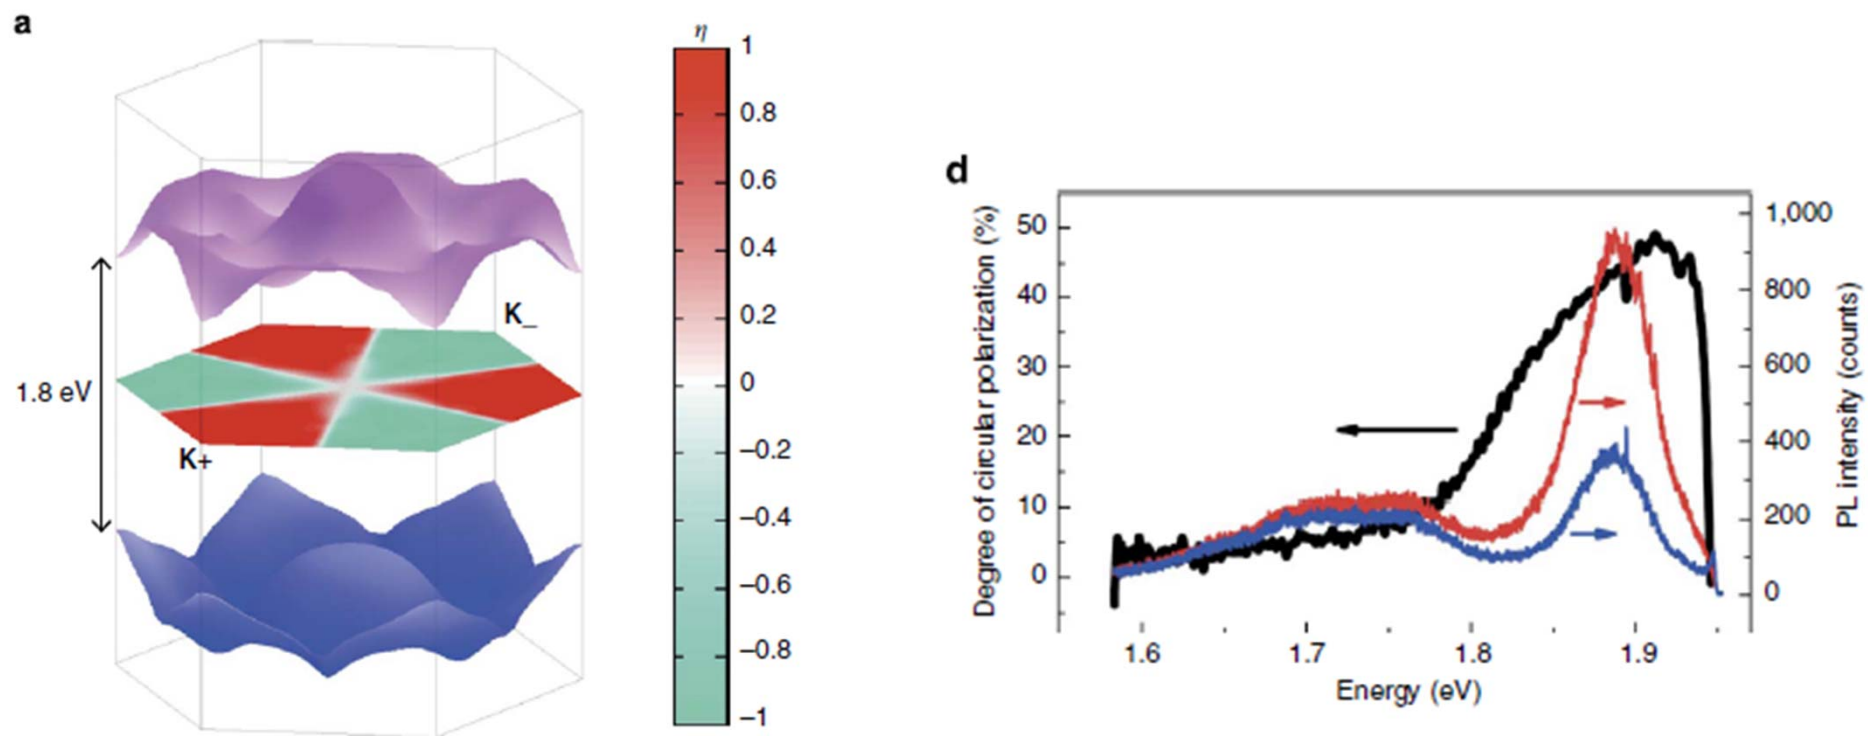 a
η
1
0.8
0.6
0.4
0.2
0
−0.2
−0.4
−0.6
−0.8
−1
1.8 eV
K_
K+
d
Degree of circular polarization (%)
50
40
30
20
10
0
1,000
800
600
400
200
0
PL intensity (counts)
1.6 1.7 1.8 1.9
Energy (eV)